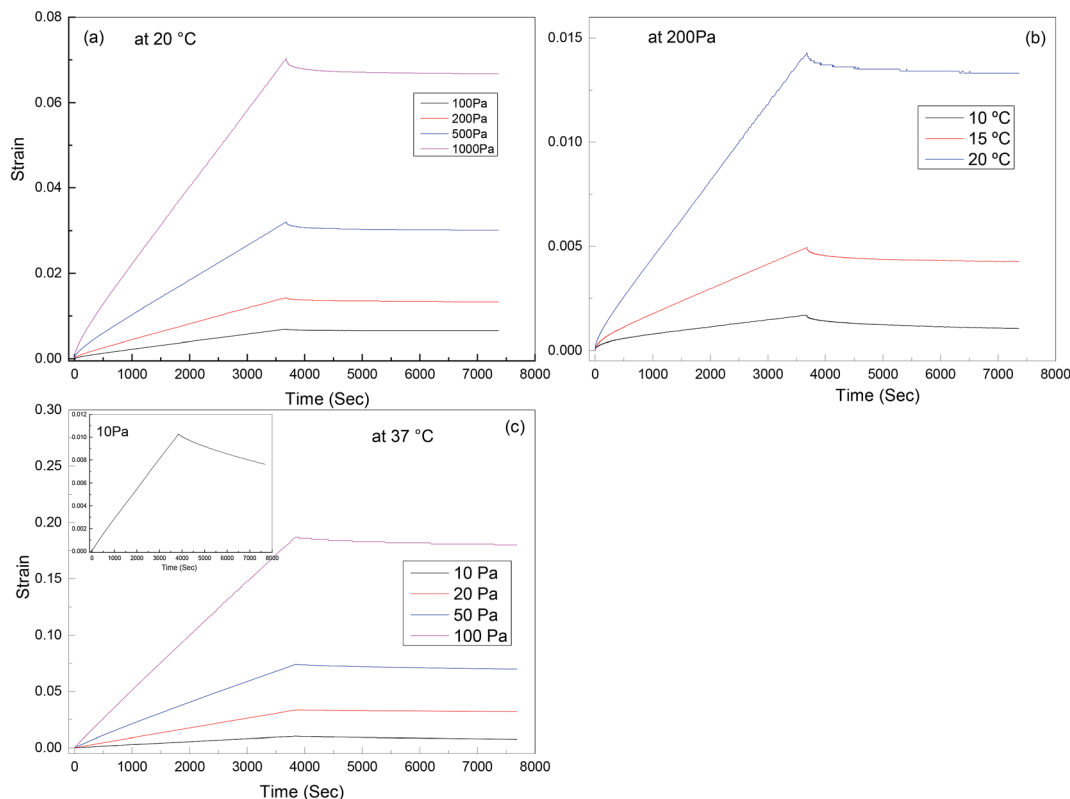 (a)
at 20 °C
0.08
0.06
0.04
0.02
0.00
Strain
100Pa
200Pa
500Pa
1000Pa
0 1000 2000 3000 4000 5000 6000 7000 8000
Time (Sec)
at 200Pa
(b)
0.015
0.010
0.005
0.000
10 ºC
15 ºC
20 ºC
0 1000 2000 3000 4000 5000 6000 7000 8000
Time (Sec)
(c)
at 37 °C
0.30
0.25
0.20
0.15
0.10
0.05
0.00
Strain
10Pa
0.012
0.010
0.008
0.006
0.004
0.002
0.000
0 1000 2000 3000 4000 5000 6000 7000 8000
Time (Sec)
10 Pa
20 Pa
50 Pa
100 Pa
0 1000 2000 3000 4000 5000 6000 7000 8000
Time (Sec)